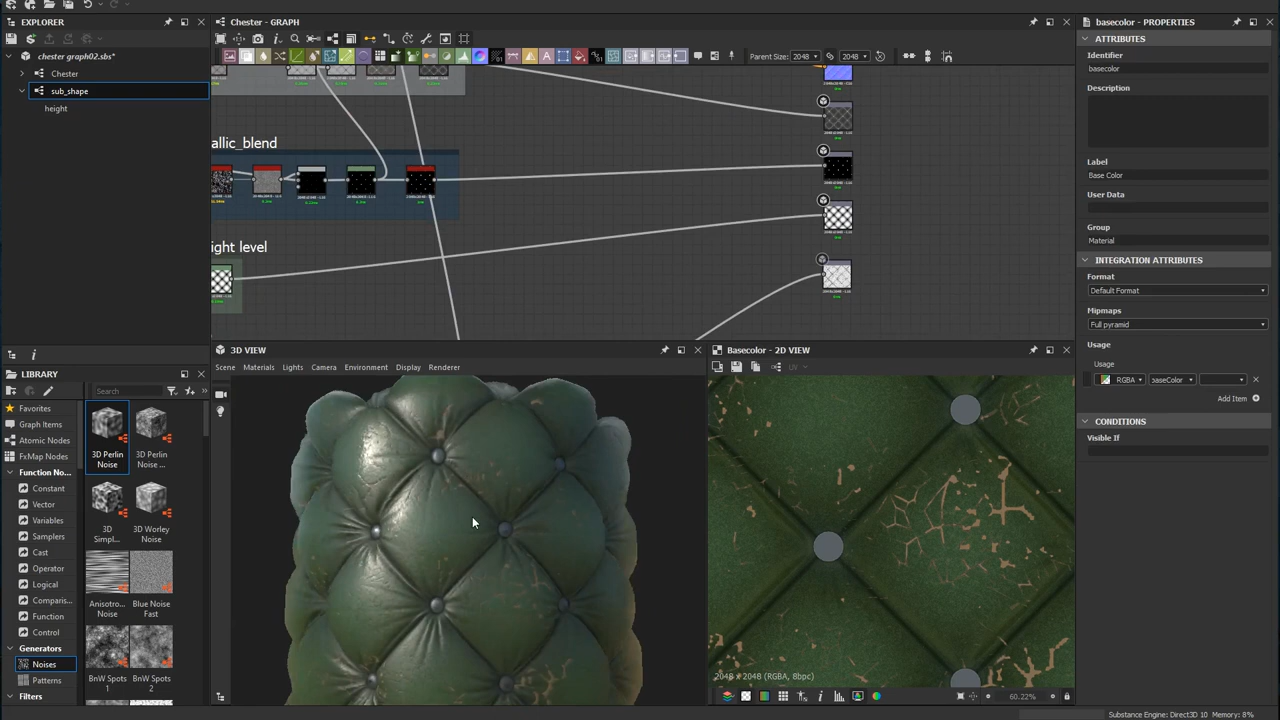 EXPLORER
Chester - GRAPH
basecolor - PROPERTIES
chester graph02.sbs*
Chester
sub_shape
height
Parent Size: 2048
2048
allic_blend
ight level
ATTRIBUTES
Identifier
basecolor
Description
Label
Base Color
User Data
Group
Material
INTEGRATION ATTRIBUTES
Format
Default Format
Mipmaps
Full pyramid
Usage
Usage
RGBA
baseColor
Add Item
CONDITIONS
Visible If
LIBRARY
Search
Favorites
Graph Items
Atomic Nodes
FxMap Nodes
Function No...
Constant
Vector
Variables
Samplers
Cast
Operator
Logical
Comparis...
Function
Control
Generators
Noises
Patterns
Filters
3D Perlin
Noise
3D Perlin
Noise ...
3D
Simpl...
3D Worley
Noise
Anisotro...
Noise
Blue Noise
Fast
BnW Spots
1
BnW Spots
2
3D VIEW
Scene
Materials
Lights
Camera
Environment
Display
Renderer
Basecolor - 2D VIEW
UV
2048 x 2048 (RGBA, 8bpc)
60.22%
Substance Engine: Direct3D 10 Memory: 8%